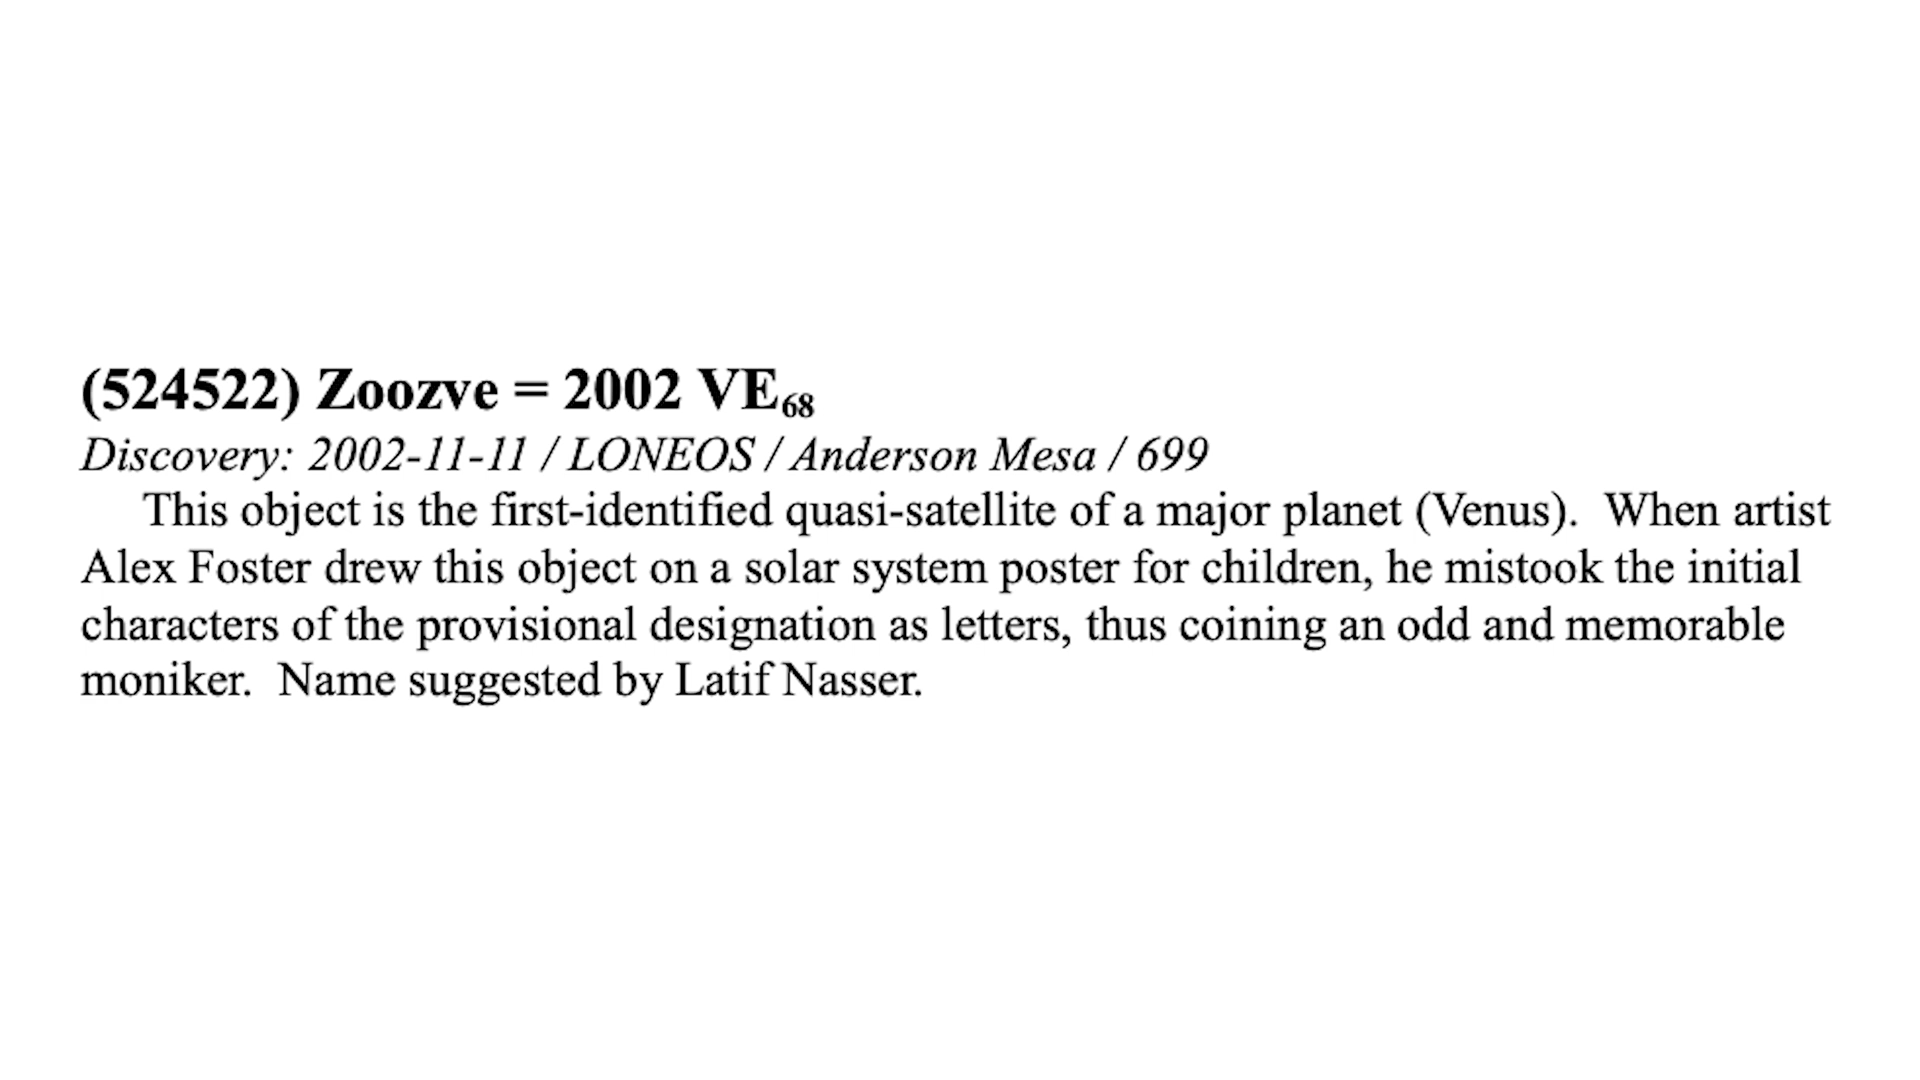 (524522) Zoozve = 2002 VE₆₈
Discovery: 2002-11-11 / LONEOS / Anderson Mesa / 699
This object is the first-identified quasi-satellite of a major planet (Venus).  When artist
Alex Foster drew this object on a solar system poster for children, he mistook the initial
characters of the provisional designation as letters, thus coining an odd and memorable
moniker.  Name suggested by Latif Nasser.